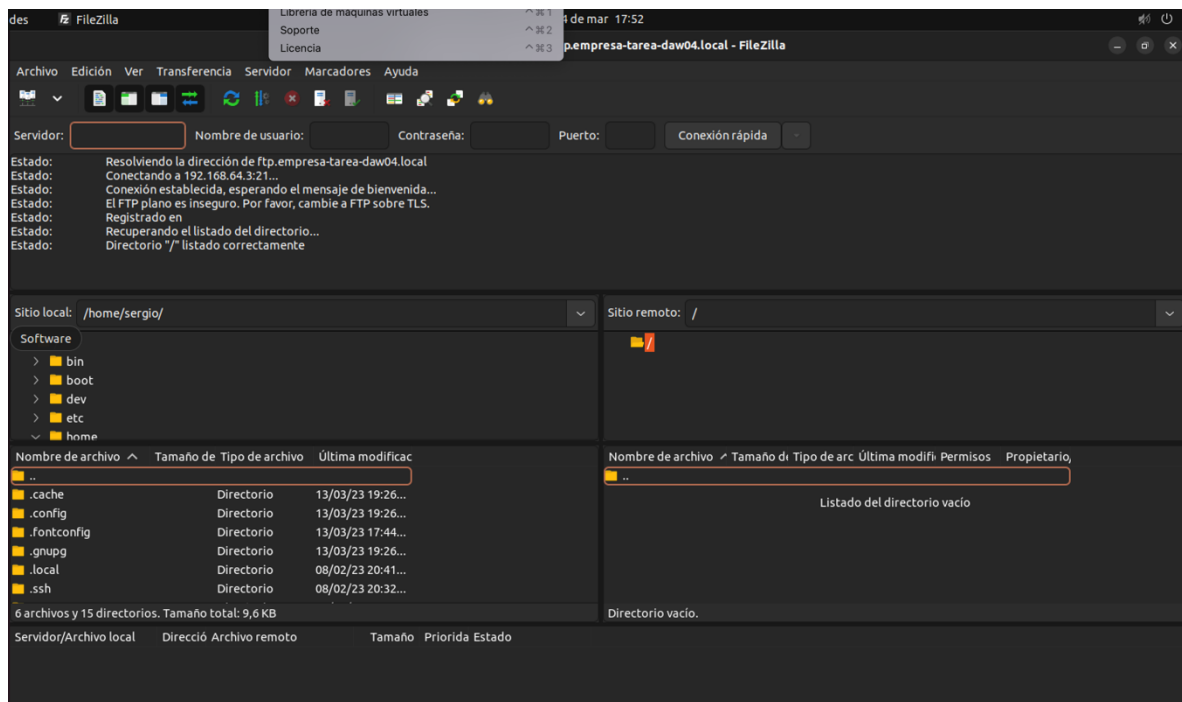 des FileZilla 4 de mar 17:52
Librería de máquinas virtuales ^⌘1
Soporte ^⌘2
Licencia ^⌘3
p.empresa-tarea-daw04.local - FileZilla
Archivo Edición Ver Transferencia Servidor Marcadores Ayuda
Servidor: Nombre de usuario: Contraseña: Puerto: Conexión rápida
Estado: Resolviendo la dirección de ftp.empresa-tarea-daw04.local
Estado: Conectando a 192.168.64.3:21...
Estado: Conexión establecida, esperando el mensaje de bienvenida...
Estado: El FTP plano es inseguro. Por favor, cambie a FTP sobre TLS.
Estado: Registrado en
Estado: Recuperando el listado del directorio...
Estado: Directorio "/" listado correctamente
Sitio local: /home/sergio/
Software
bin
boot
dev
etc
home
Sitio remoto: /
/
Nombre de archivo Tamaño de Tipo de archivo Última modificac
..
.cache Directorio 13/03/23 19:26...
.config Directorio 13/03/23 19:26...
.fontconfig Directorio 13/03/23 17:44...
.gnupg Directorio 13/03/23 19:26...
.local Directorio 08/02/23 20:41...
.ssh Directorio 08/02/23 20:32...
6 archivos y 15 directorios. Tamaño total: 9,6 KB
Nombre de archivo Tamaño de Tipo de arc Última modifi Permisos Propietario
..
Listado del directorio vacío
Directorio vacío.
Servidor/Archivo local Direcció Archivo remoto Tamaño Priorida Estado